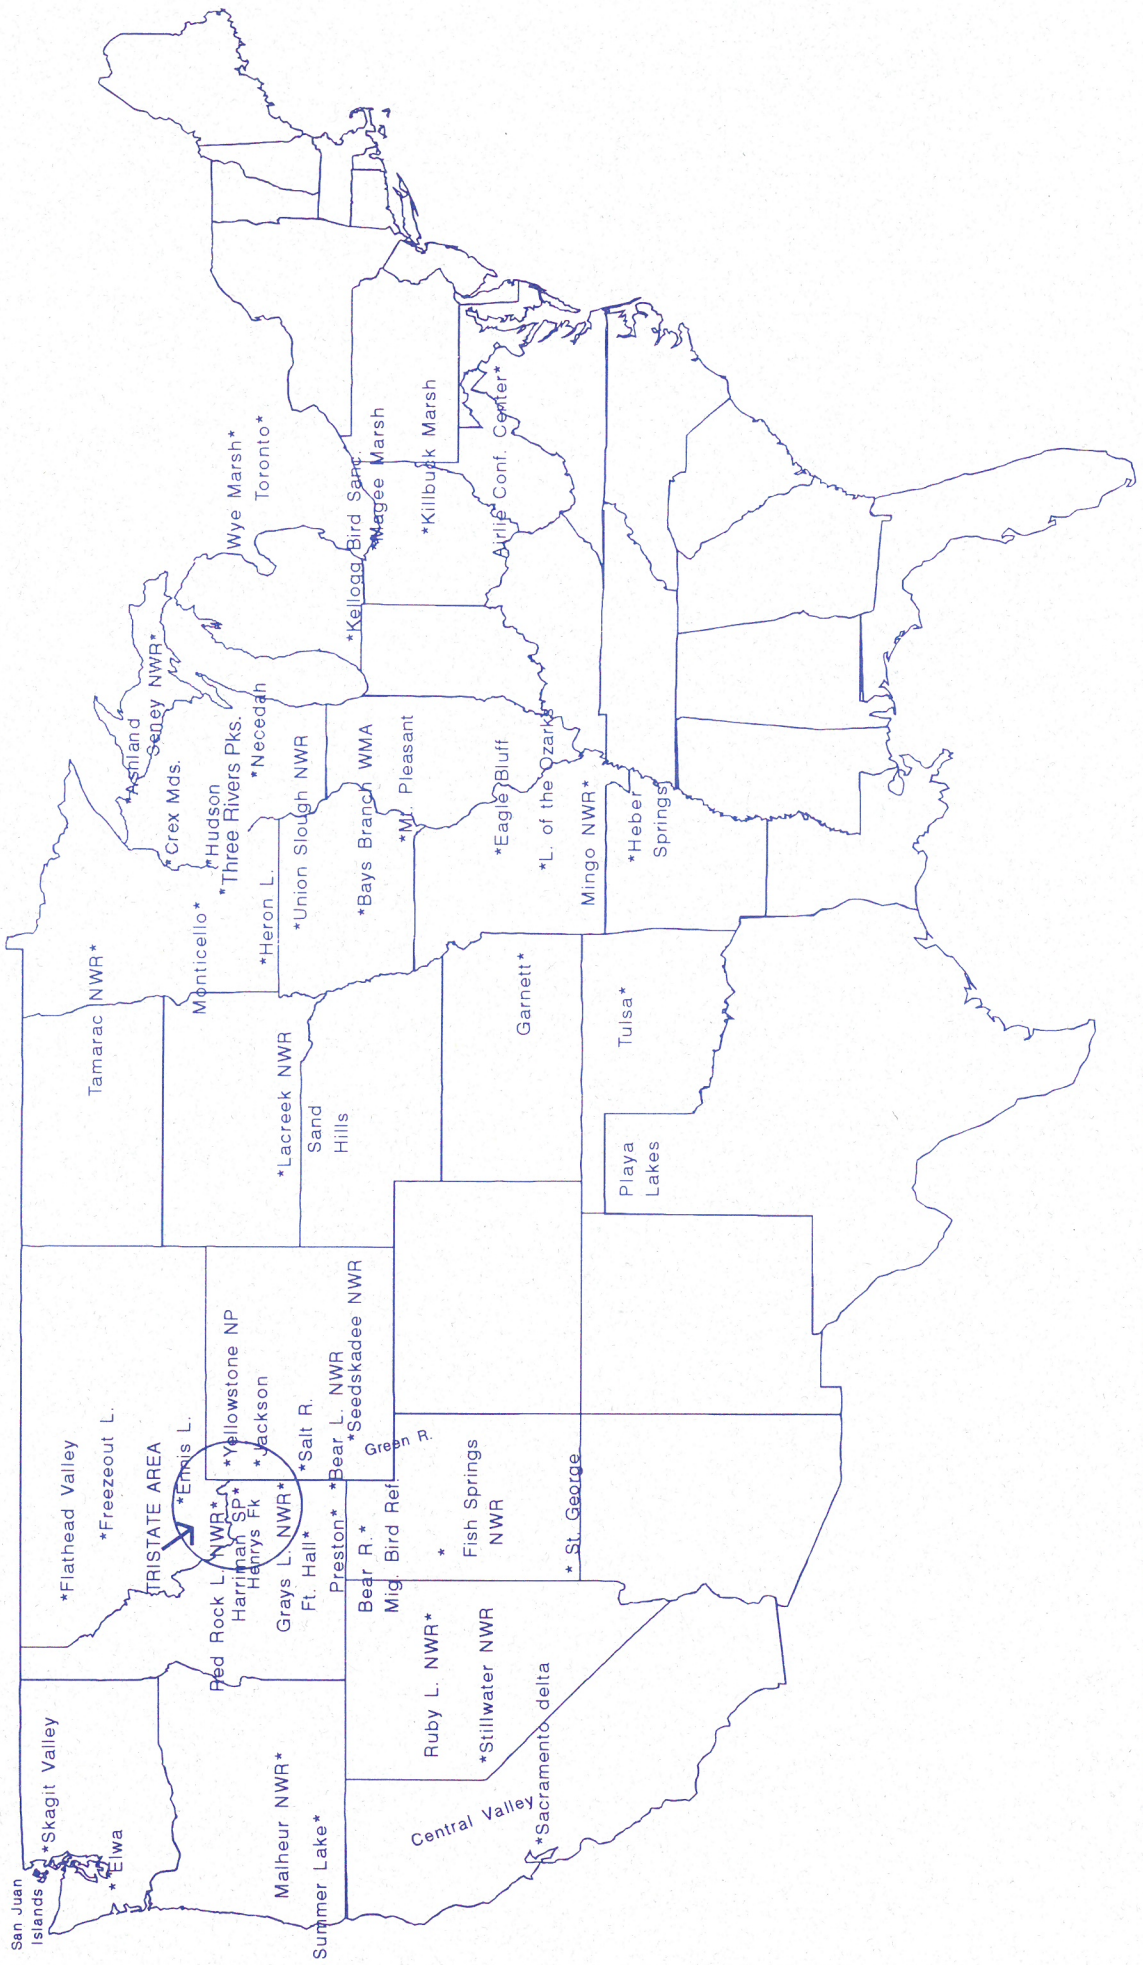 San Juan
Islands
*Skagit Valley
*Elwa
Malheur NWR*
Summer Lake*
Central Valley
*Sacramento delta
Ruby L. NWR*
*Stillwater NWR
*Flathead Valley
*Freezeout L.
TRISTATE AREA
*Ennis L.
Red Rock L. NWR*
Harriman SP*
Henrys Fk
Grays L. NWR*
Ft. Hall*
Preston*
Bear R.*
Mig. Bird Ref.
*Yellowstone NP
*Jackson
*Salt R.
*Bear L. NWR
*Seedskadee NWR
Green R.
*
Fish Springs
NWR
* St. George
Tamarac NWR*
Monticello*
*Lacreek NWR
Sand
Hills
Garnett*
Tulsa*
Playa
Lakes
*Ashland
Seney NWR*
*Crex Mds.
*Hudson
*Three Rivers Pks.
*Necedah
*Heron L.
*Union Slough NWR
*Bays Branch WMA
*Mt. Pleasant
*Eagle Bluff
*L. of the Ozarks
Mingo NWR*
*Heber
Springs
Wye Marsh*
Toronto*
*Kellogg Bird Sanc.
*Magee Marsh
*Killbuck Marsh
Airlie Conf. Center*